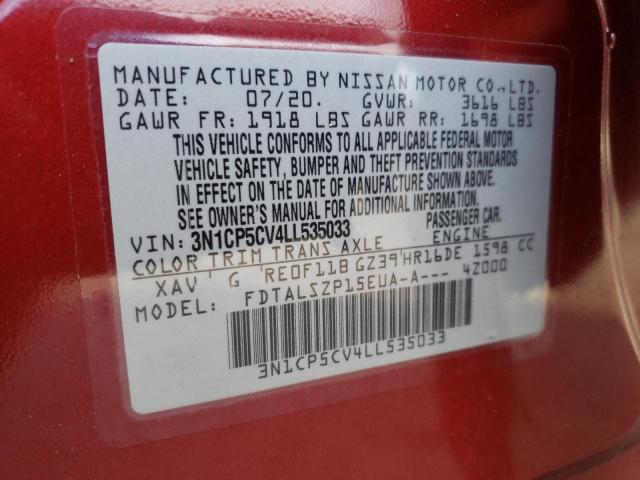 MANUFACTURED BY NISSAN MOTOR CO.,LTD.
DATE: 07/20. GVWR: 3616 LBS
GAWR FR: 1918 LBS GAWR RR: 1698 LBS
THIS VEHICLE CONFORMS TO ALL APPLICABLE FEDERAL MOTOR
VEHICLE SAFETY, BUMPER AND THEFT PREVENTION STANDARDS
IN EFFECT ON THE DATE OF MANUFACTURE SHOWN ABOVE.
SEE OWNER'S MANUAL FOR ADDITIONAL INFORMATION.
VIN: 3N1CP5CV4LL535033 PASSENGER CAR.
COLOR TRIM TRANS AXLE ENGINE
XAV' G 'RE0F11B GZ39'HR16DE 1598 CC
MODEL: FDTALSZP15EUA-A--- 4Z000
3N1CP5CV4LL535033